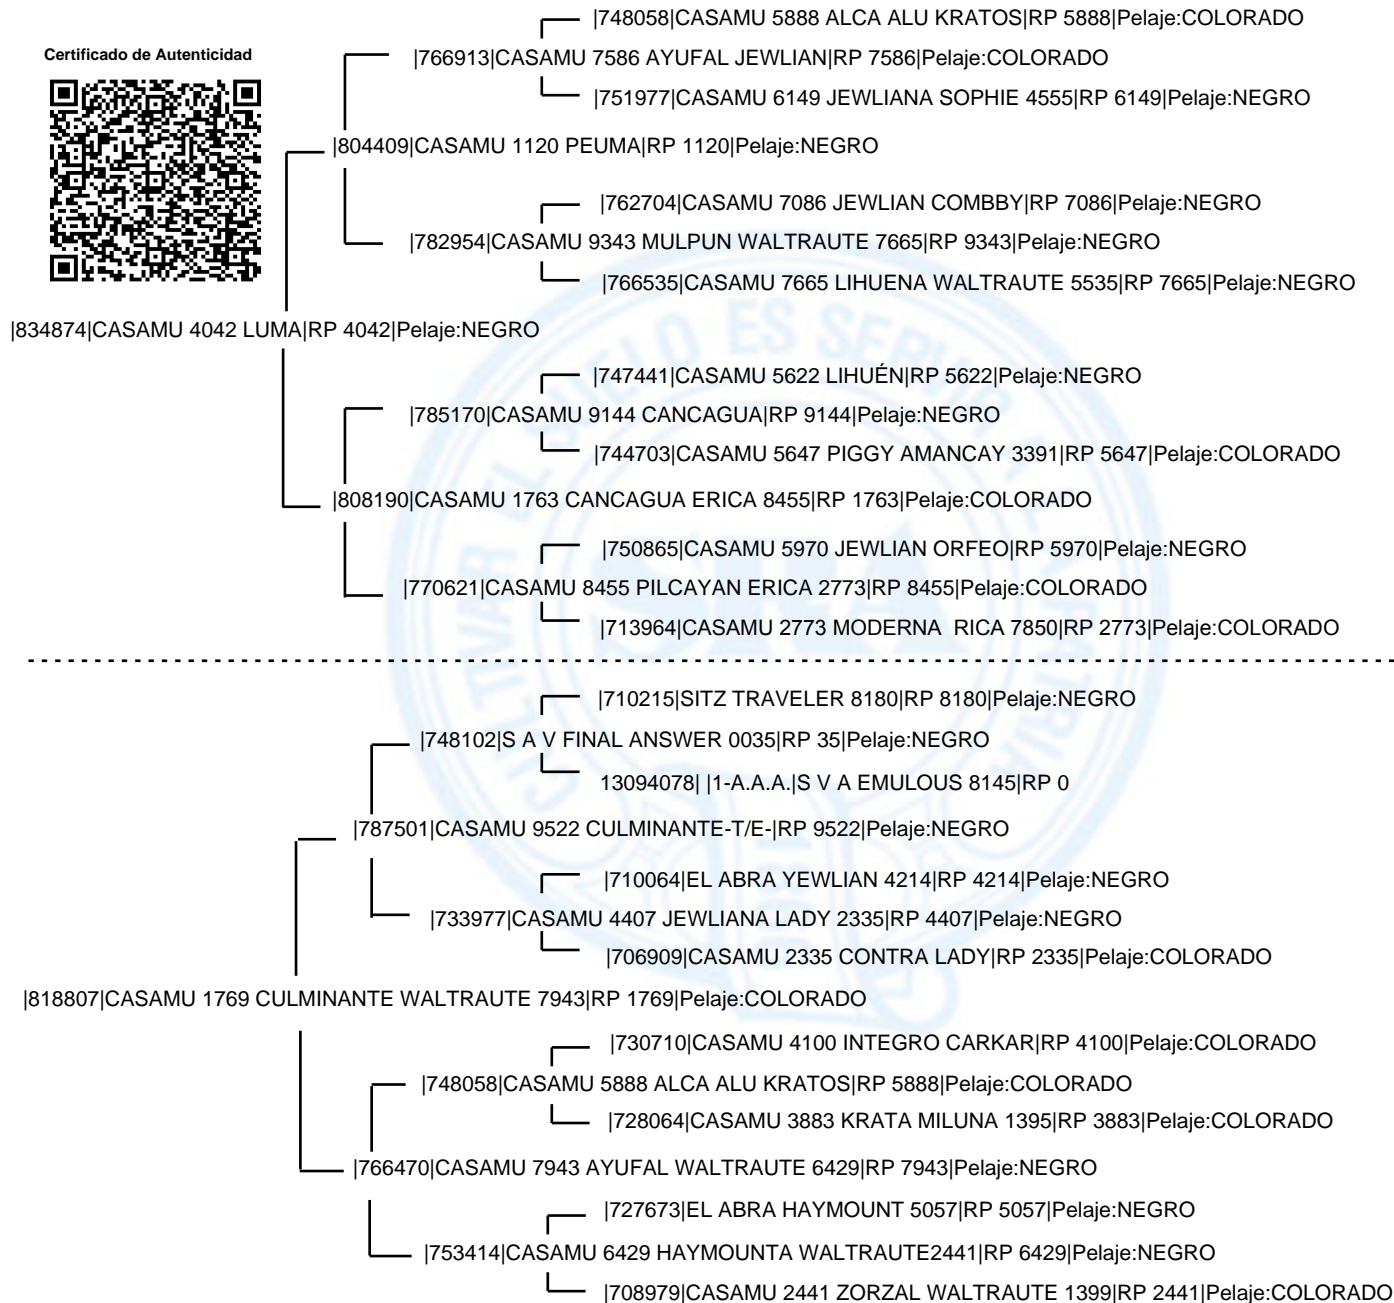 |748058|CASAMU 5888 ALCA ALU KRATOS|RP 5888|Pelaje:COLORADO
Certificado de Autenticidad
|766913|CASAMU 7586 AYUFAL JEWLIAN|RP 7586|Pelaje:COLORADO
|751977|CASAMU 6149 JEWLIANA SOPHIE 4555|RP 6149|Pelaje:NEGRO
|804409|CASAMU 1120 PEUMA|RP 1120|Pelaje:NEGRO
|762704|CASAMU 7086 JEWLIAN COMBBY|RP 7086|Pelaje:NEGRO
|782954|CASAMU 9343 MULPUN WALTRAUTE 7665|RP 9343|Pelaje:NEGRO
|766535|CASAMU 7665 LIHUENA WALTRAUTE 5535|RP 7665|Pelaje:NEGRO
|834874|CASAMU 4042 LUMA|RP 4042|Pelaje:NEGRO
|747441|CASAMU 5622 LIHUÉN|RP 5622|Pelaje:NEGRO
|785170|CASAMU 9144 CANCAGUA|RP 9144|Pelaje:NEGRO
|744703|CASAMU 5647 PIGGY AMANCAY 3391|RP 5647|Pelaje:COLORADO
|808190|CASAMU 1763 CANCAGUA ERICA 8455|RP 1763|Pelaje:COLORADO
|750865|CASAMU 5970 JEWLIAN ORFEO|RP 5970|Pelaje:NEGRO
|770621|CASAMU 8455 PILCAYAN ERICA 2773|RP 8455|Pelaje:COLORADO
|713964|CASAMU 2773 MODERNA  RICA 7850|RP 2773|Pelaje:COLORADO
|710215|SITZ TRAVELER 8180|RP 8180|Pelaje:NEGRO
|748102|S A V FINAL ANSWER 0035|RP 35|Pelaje:NEGRO
13094078| |1-A.A.A.|S V A EMULOUS 8145|RP 0
|787501|CASAMU 9522 CULMINANTE-T/E-|RP 9522|Pelaje:NEGRO
|710064|EL ABRA YEWLIAN 4214|RP 4214|Pelaje:NEGRO
|733977|CASAMU 4407 JEWLIANA LADY 2335|RP 4407|Pelaje:NEGRO
|706909|CASAMU 2335 CONTRA LADY|RP 2335|Pelaje:COLORADO
|818807|CASAMU 1769 CULMINANTE WALTRAUTE 7943|RP 1769|Pelaje:COLORADO
|730710|CASAMU 4100 INTEGRO CARKAR|RP 4100|Pelaje:COLORADO
|748058|CASAMU 5888 ALCA ALU KRATOS|RP 5888|Pelaje:COLORADO
|728064|CASAMU 3883 KRATA MILUNA 1395|RP 3883|Pelaje:COLORADO
|766470|CASAMU 7943 AYUFAL WALTRAUTE 6429|RP 7943|Pelaje:NEGRO
|727673|EL ABRA HAYMOUNT 5057|RP 5057|Pelaje:NEGRO
|753414|CASAMU 6429 HAYMOUNTA WALTRAUTE2441|RP 6429|Pelaje:NEGRO
|708979|CASAMU 2441 ZORZAL WALTRAUTE 1399|RP 2441|Pelaje:COLORADO
CULTIVAR EL SUELO ES SERVIR A LA PATRIA
SRA
1866